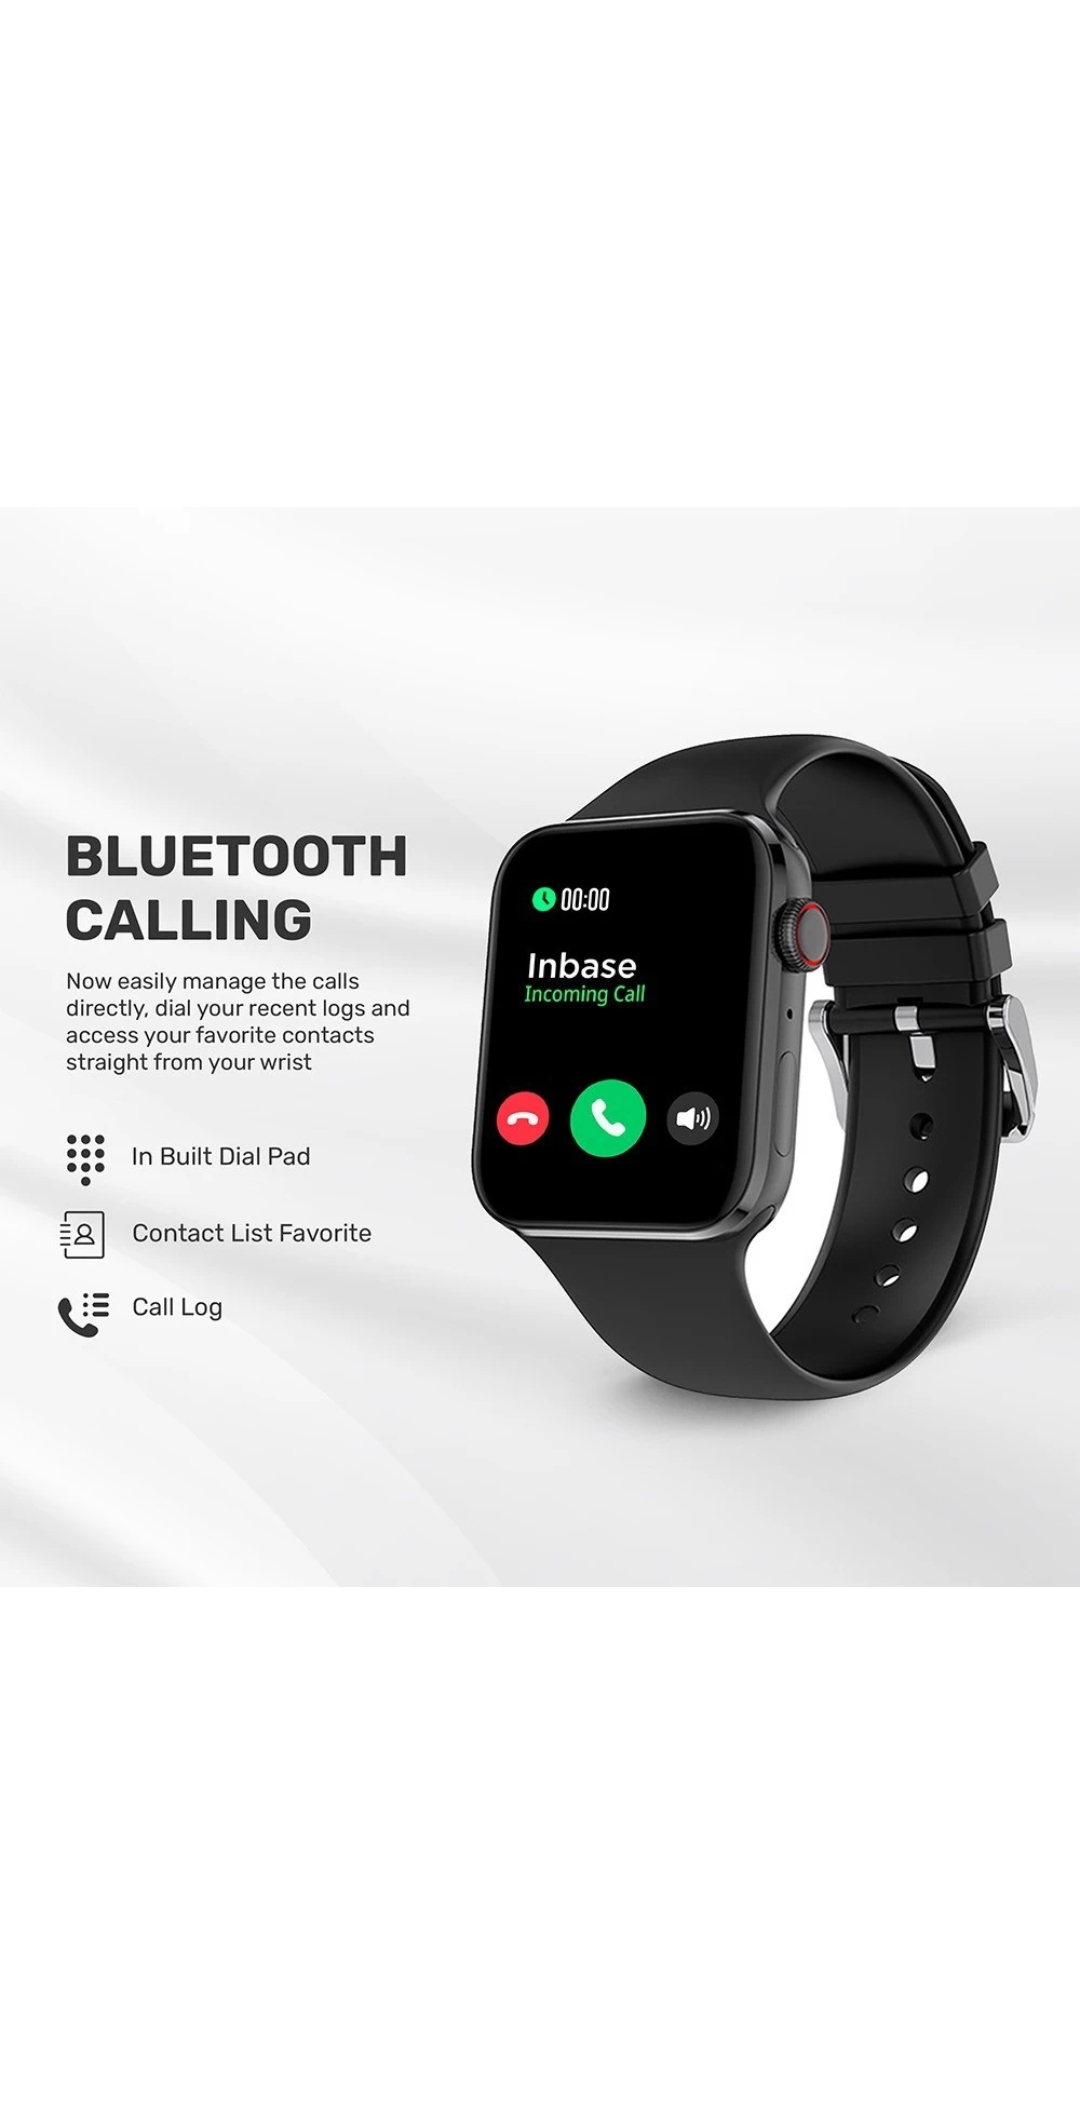 BLUETOOTH
CALLING
Now easily manage the calls
directly, dial your recent logs and
access your favorite contacts
straight from your wrist
In Built Dial Pad
Contact List Favorite
Call Log
00:00
Inbase
Incoming Call